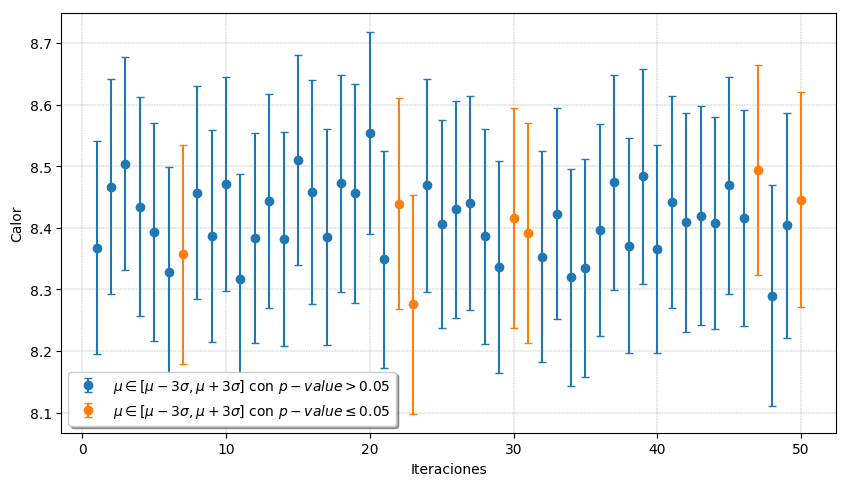 8.7
8.6
8.5
8.4
8.3
8.2
8.1
Calor
μ ∈ [μ − 3σ, μ + 3σ] con p − value > 0.05
μ ∈ [μ − 3σ, μ + 3σ] con p − value ≤ 0.05
0 10 20 30 40 50
Iteraciones